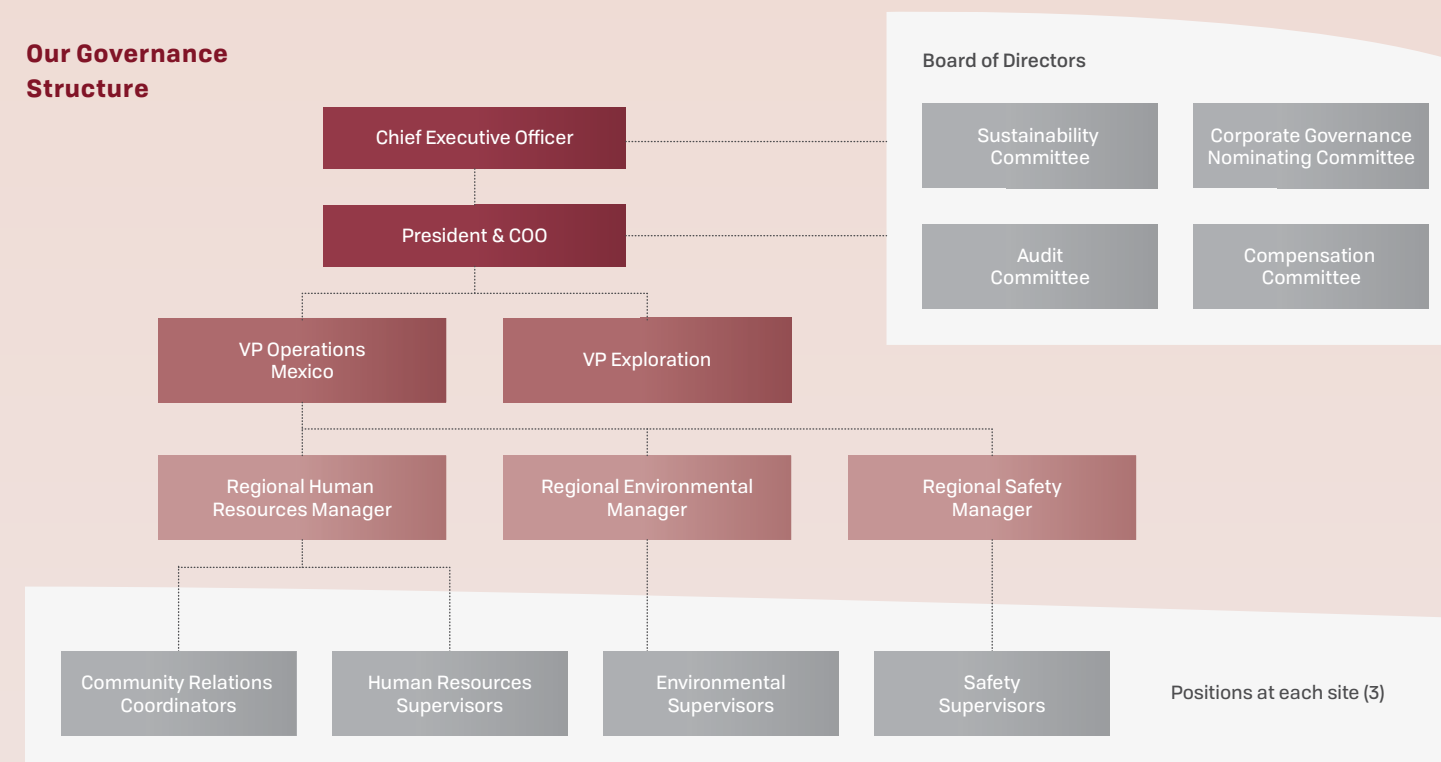 Our Governance
Structure
Board of Directors
Chief Executive Officer
Sustainability
Committee
Corporate Governance
Nominating Committee
President & COO
Audit
Committee
Compensation
Committee
VP Operations
Mexico
VP Exploration
Regional Human
Resources Manager
Regional Environmental
Manager
Regional Safety
Manager
Community Relations
Coordinators
Human Resources
Supervisors
Environmental
Supervisors
Safety
Supervisors
Positions at each site (3)